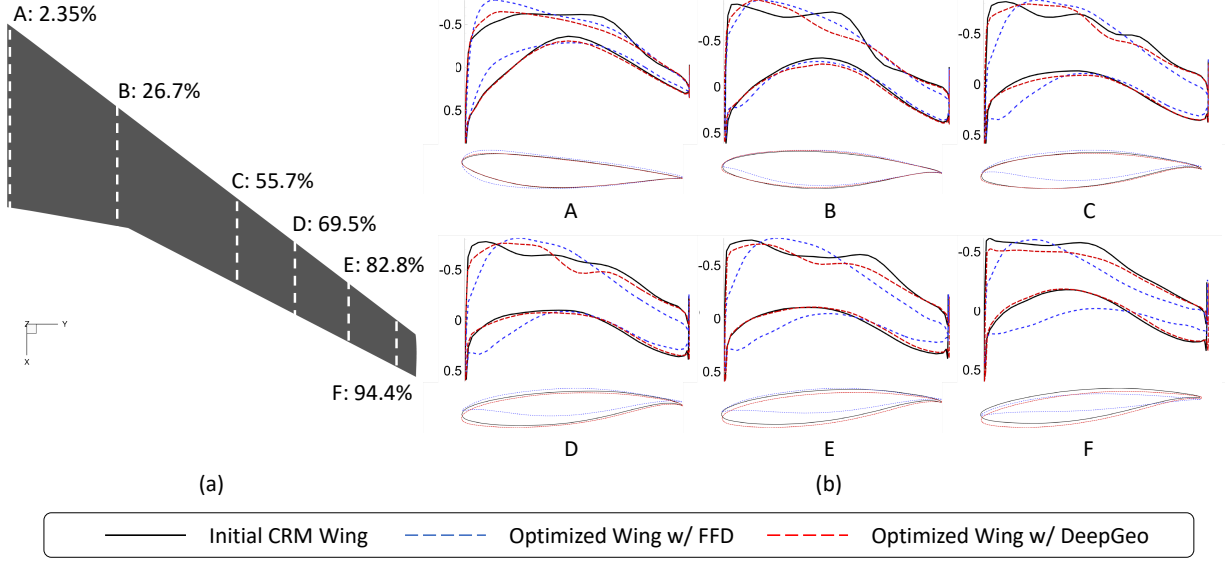 A: 2.35%
B: 26.7%
C: 55.7%
D: 69.5%
E: 82.8%
F: 94.4%
Z
Y
X
(a)
-0.5
0
0.5
A
-0.5
0
0.5
B
-0.5
0
0.5
C
-0.5
0
0.5
D
-0.5
0
0.5
E
-0.5
0
0.5
F
(b)
Initial CRM Wing
Optimized Wing w/ FFD
Optimized Wing w/ DeepGeo